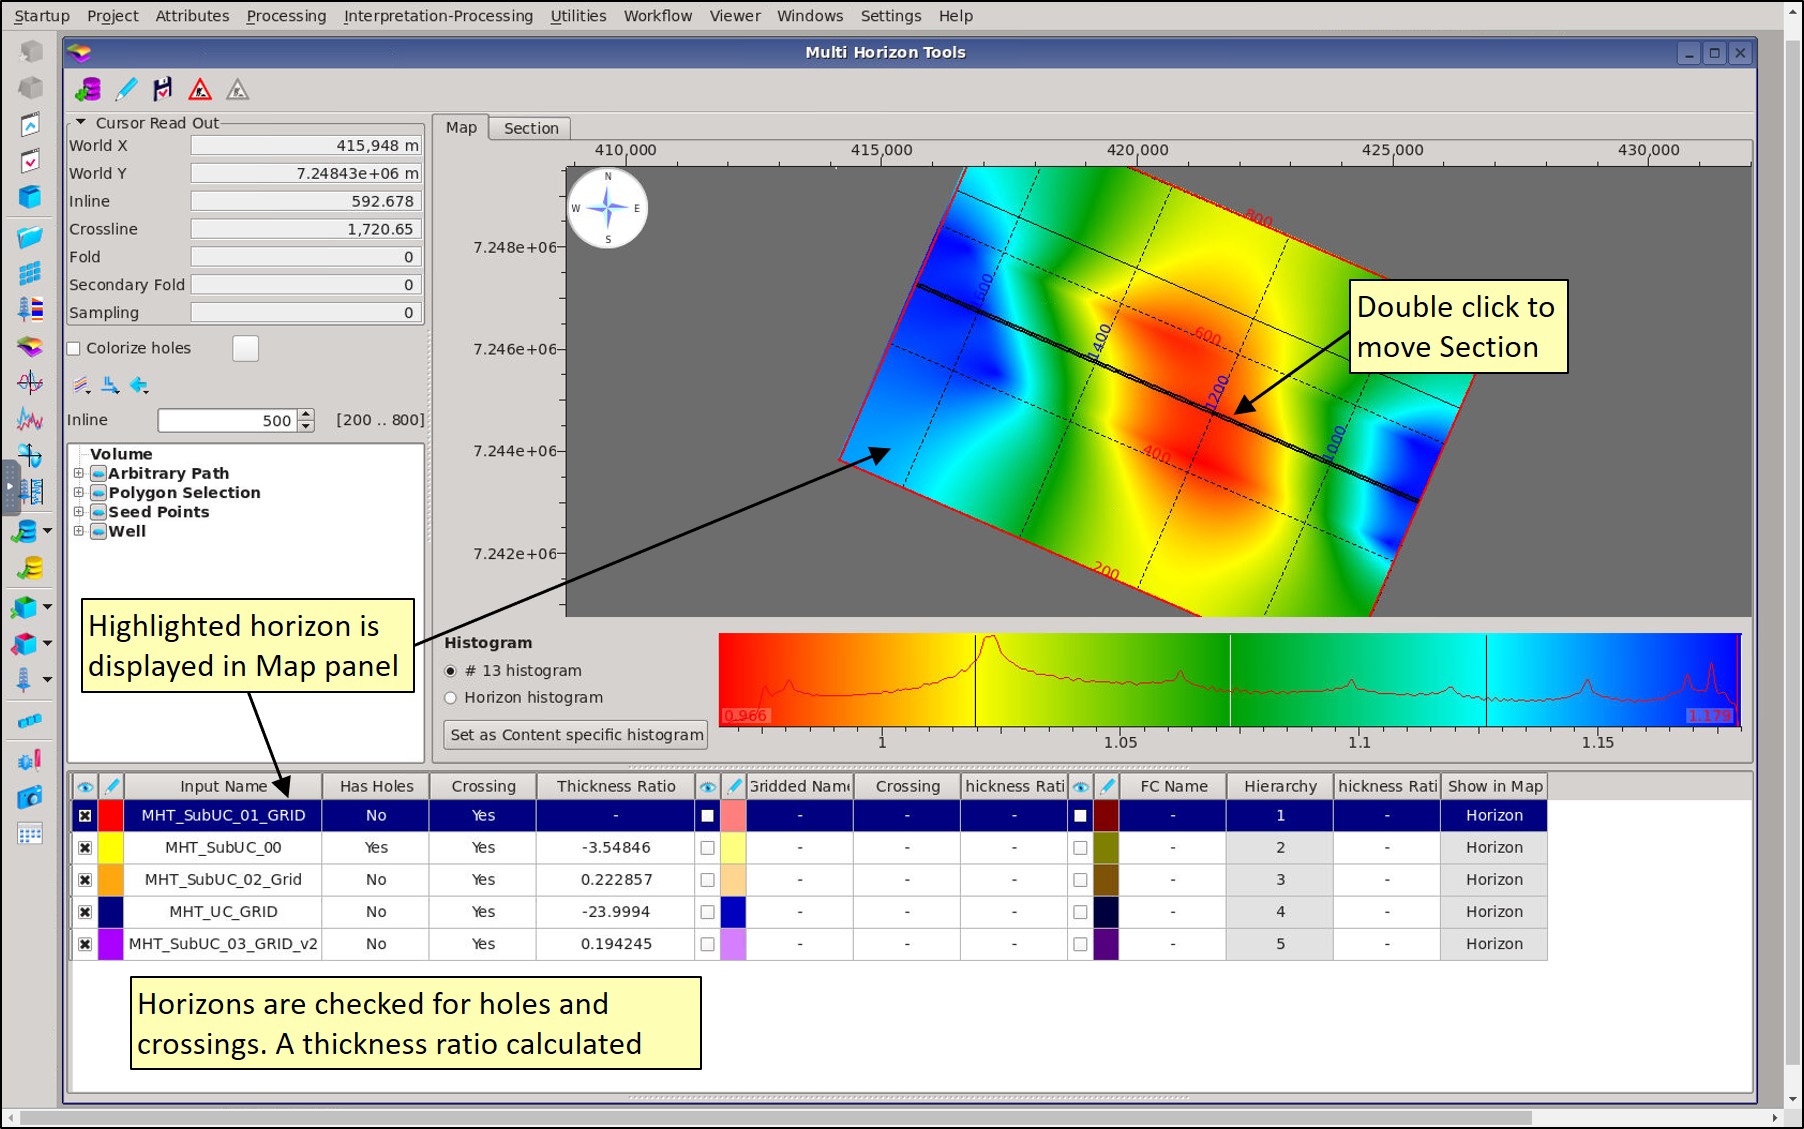 Startup Project Attributes Processing Interpretation-Processing Utilities Workflow Viewer Windows Settings Help
Multi Horizon Tools
Cursor Read Out
World X 415,948 m
World Y 7.24843e+06 m
Inline 592.678
Crossline 1,720.65
Fold 0
Secondary Fold 0
Sampling 0
Colorize holes
Inline 500 [200 .. 800]
Volume
Arbitrary Path
Polygon Selection
Seed Points
Well
Highlighted horizon is
displayed in Map panel
Map Section
410,000 415,000 420,000 425,000 430,000
N
W E
S
7.248e+06
7.246e+06
7.244e+06
7.242e+06
800
600
400
200
1600
1400
1200
1000
Double click to
move Section
Histogram
# 13 histogram
Horizon histogram
Set as Content specific histogram
0.966 1.179
1 1.05 1.1 1.15
Input Name Has Holes Crossing Thickness Ratio Gridded Name Crossing hickness Rati FC Name Hierarchy hickness Rati Show in Map
MHT_SubUC_01_GRID No Yes - - - - - 1 - Horizon
MHT_SubUC_00 Yes Yes -3.54846 - - - - 2 - Horizon
MHT_SubUC_02_Grid No Yes 0.222857 - - - - 3 - Horizon
MHT_UC_GRID No Yes -23.9994 - - - - 4 - Horizon
MHT_SubUC_03_GRID_v2 No Yes 0.194245 - - - - 5 - Horizon
Horizons are checked for holes and
crossings. A thickness ratio calculated